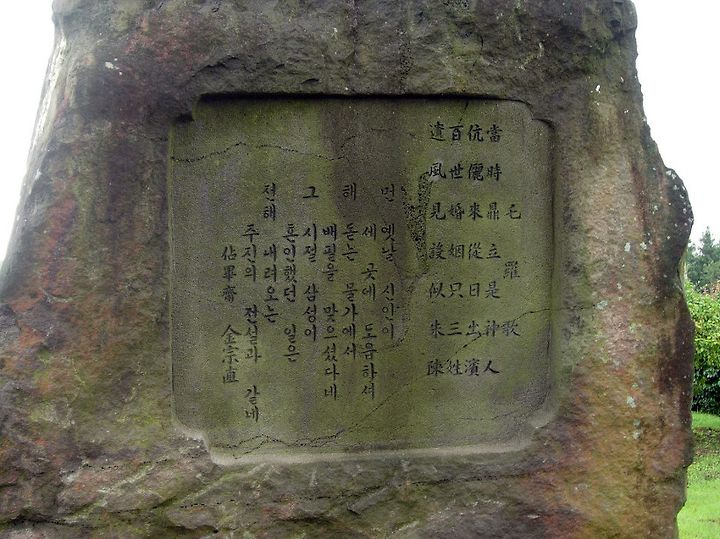 乇羅歌
當時鼎立是神人
伉儷來從日出濱
百世婚姻只三姓
遺風見說似朱陳
먼 옛날 신인이
세 곳에 도읍하셔
해 돋는 물가에서
배필을 맞으셨다네
그 시절 삼성이
혼인했던 일은
전해 내려오는
주진의 전설과 같네
佔畢齋 金宗直